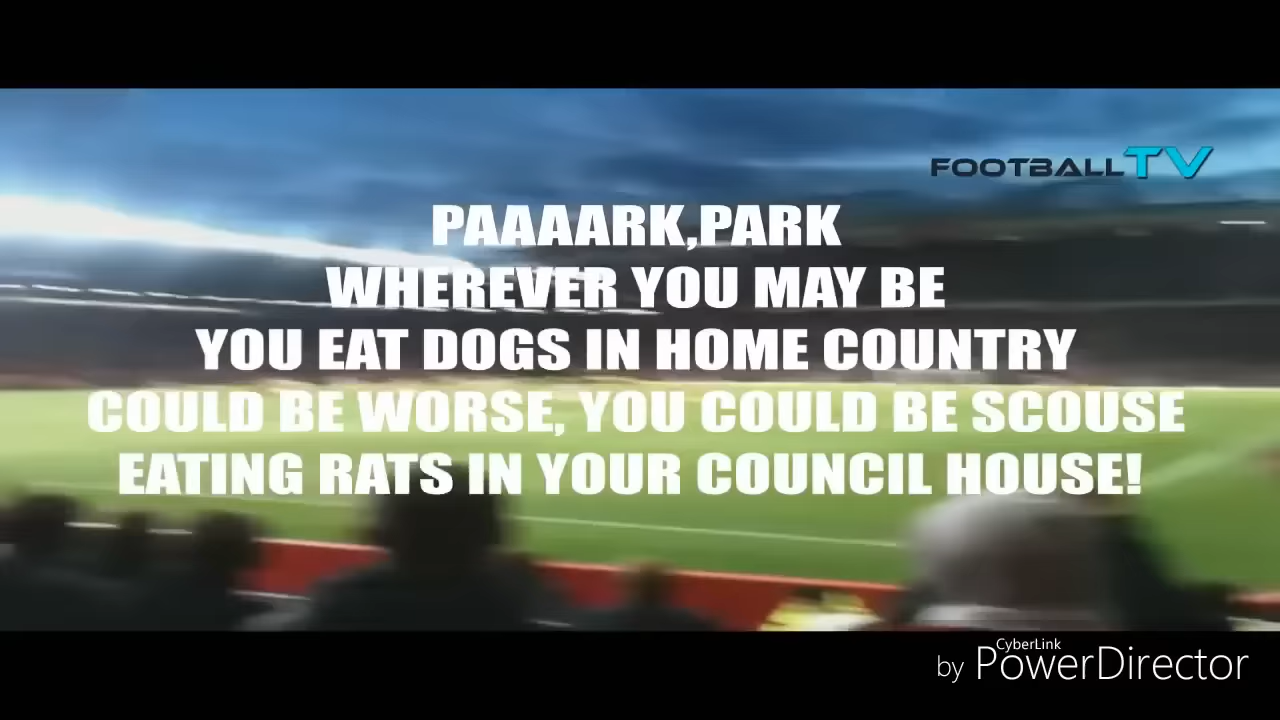 FOOTBALLTV
PAAAARK,PARK
WHEREVER YOU MAY BE
YOU EAT DOGS IN HOME COUNTRY
COULD BE WORSE, YOU COULD BE SCOUSE
EATING RATS IN YOUR COUNCIL HOUSE!
CyberLink
by PowerDirector